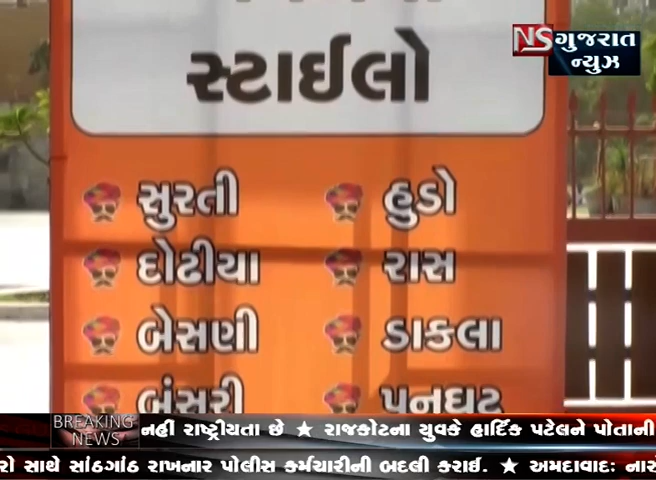 સ્ટાઈલો
NS ગુજરાત
ન્યુઝ
સુરતી હુડો
દોઢીયા રાસ
બેસણી ડાકલા
બંસરી પનઘટ
BREAKING
NEWS
નહીં રાષ્ટ્રીયતા છે ★ રાજકોટના યુવકે હાર્દિક પટેલને પોતાની
સાથે સાંઠગાંઠ રાખનાર પોલીસ કર્મચારીની બદલી કરાઈ. ★ અમદાવાદ: